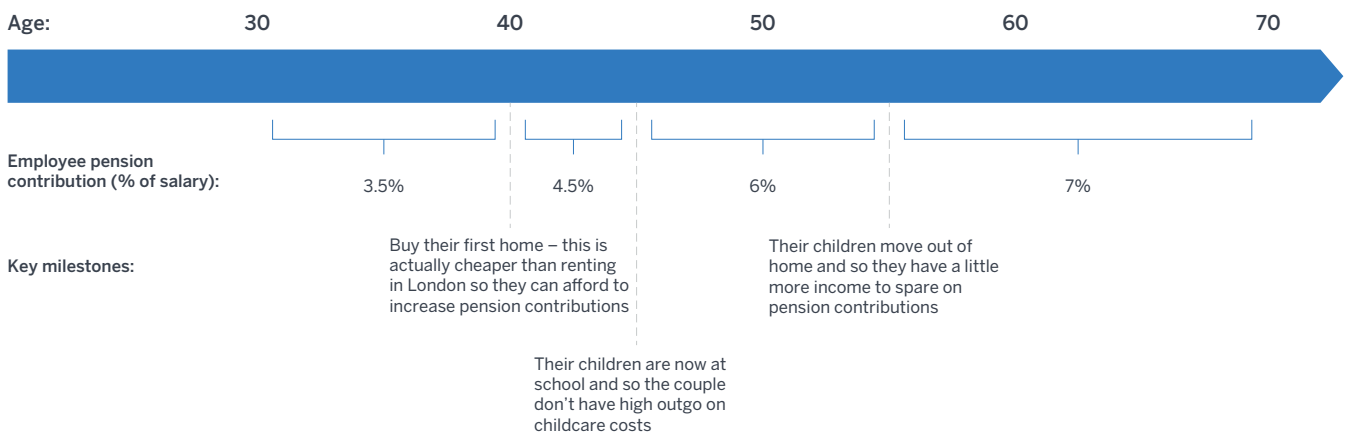 Age: 30 40 50 60 70
Employee pension
contribution (% of salary):
3.5% 4.5% 6% 7%
Key milestones:
Buy their first home – this is
actually cheaper than renting
in London so they can afford to
increase pension contributions
Their children move out of
home and so they have a little
more income to spare on
pension contributions
Their children are now at
school and so the couple
don’t have high outgo on
childcare costs